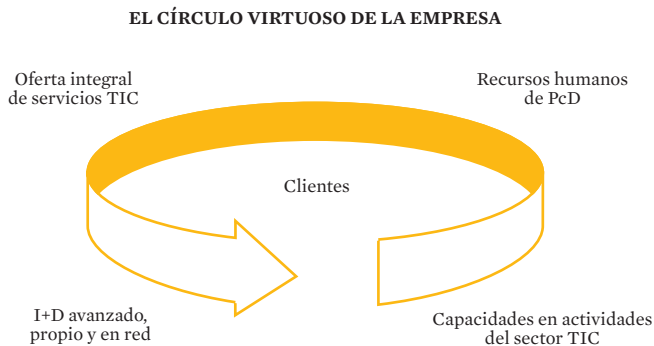 EL CÍRCULO VIRTUOSO DE LA EMPRESA
Oferta integral
de servicios TIC
Recursos humanos
de PcD
Clientes
I+D avanzado,
propio y en red
Capacidades en actividades
del sector TIC